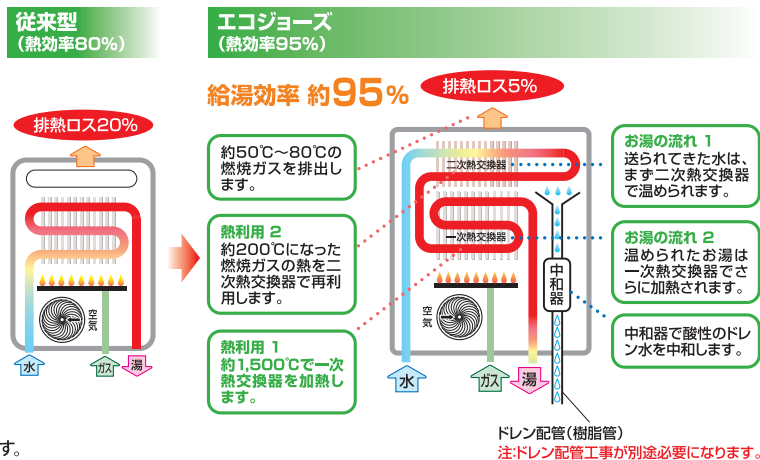 従来型
（熱効率80%）
排熱ロス20%
空気
水
ガス
湯
エコジョーズ
（熱効率95%）
給湯効率 約95%
排熱ロス5%
約50℃～80℃の
燃焼ガスを排出し
ます。
熱利用 2
約200℃になった
燃焼ガスの熱を二
次熱交換器で再利
用します。
熱利用 1
約1,500℃で一次
熱交換器を加熱し
ます。
二次熱交換器
一次熱交換器
空気
中和器
水
ガス
湯
お湯の流れ 1
送られてきた水は、
まず二次熱交換器
で温められます。
お湯の流れ 2
温められたお湯は
一次熱交換器でさ
らに加熱されます。
中和器で酸性のドレ
ン水を中和します。
ドレン配管（樹脂管）
注：ドレン配管工事が別途必要になります。
す。